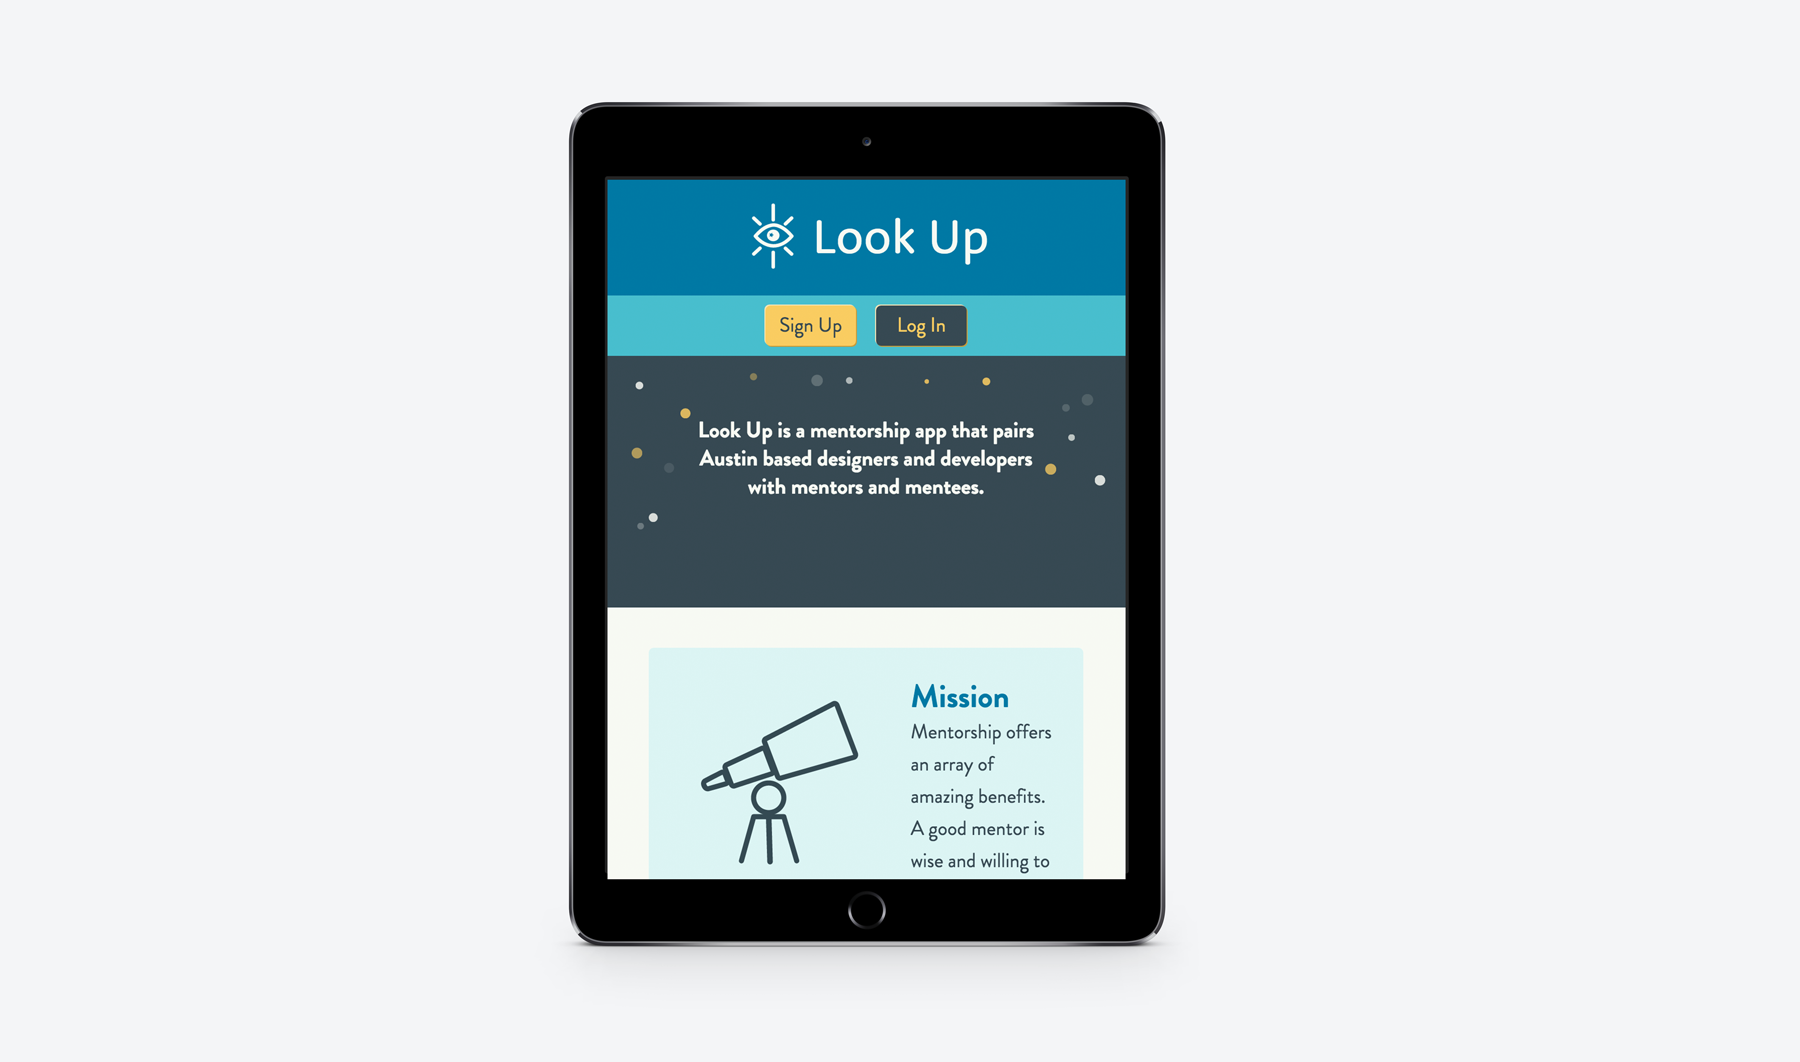 Look Up
Sign Up
Log In
Look Up is a mentorship app that pairs
Austin based designers and developers
with mentors and mentees.
Mission
Mentorship offers
an array of
amazing benefits.
A good mentor is
wise and willing to